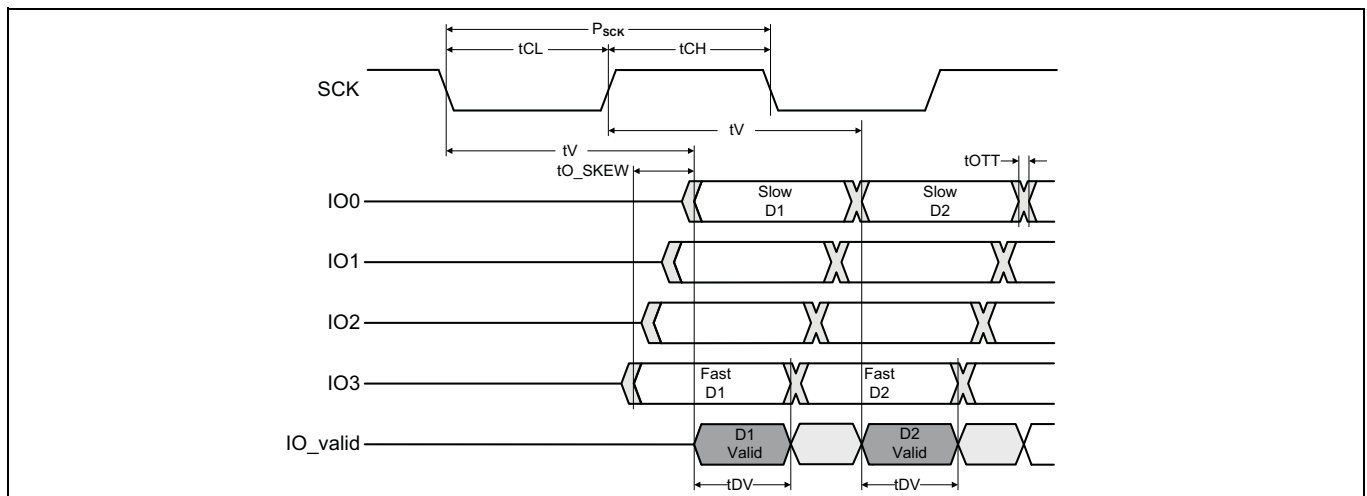 PSCK
tCL
tCH
SCK
tV
tV
tO_SKEW
tOTT
IO0
Slow
D1
Slow
D2
IO1
IO2
IO3
Fast
D1
Fast
D2
IO_valid
D1
Valid
D2
Valid
tDV
tDV